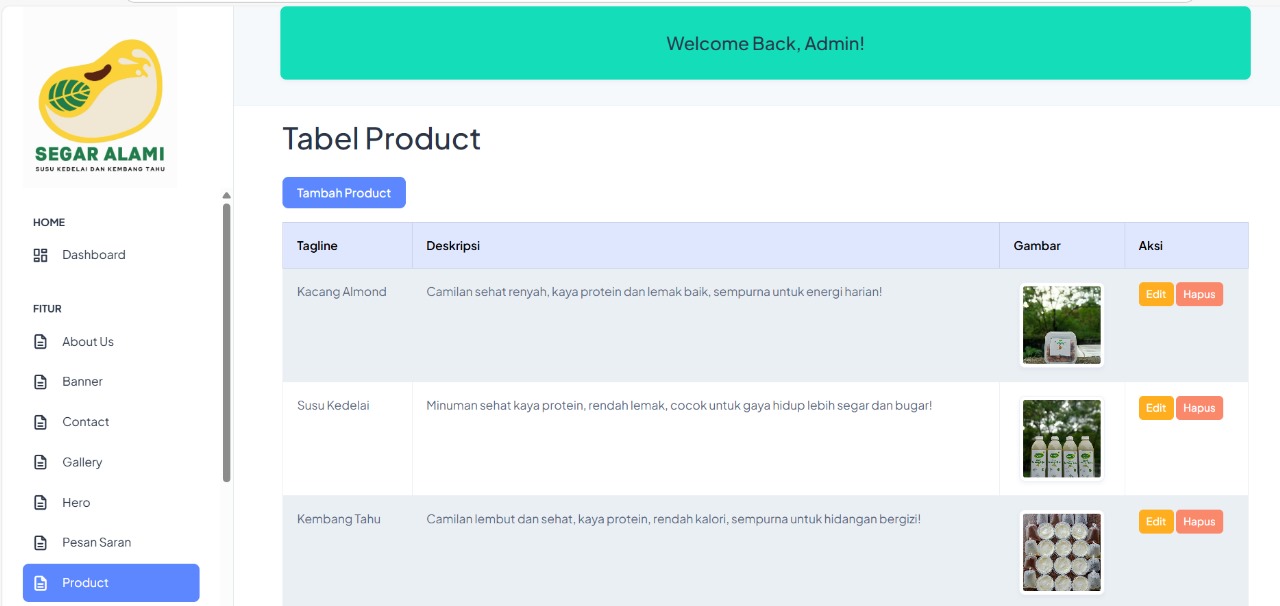 SEGAR ALAMI
SUSU KEDELAI DAN KEMBANG TAHU
HOME
Dashboard
FITUR
About Us
Banner
Contact
Gallery
Hero
Pesan Saran
Product
Welcome Back, Admin!
Tabel Product
Tambah Product
Tagline Deskripsi Gambar Aksi
Kacang Almond Camilan sehat renyah, kaya protein dan lemak baik, sempurna untuk energi harian! Edit Hapus
Susu Kedelai Minuman sehat kaya protein, rendah lemak, cocok untuk gaya hidup lebih segar dan bugar! Edit Hapus
Kembang Tahu Camilan lembut dan sehat, kaya protein, rendah kalori, sempurna untuk hidangan bergizi! Edit Hapus